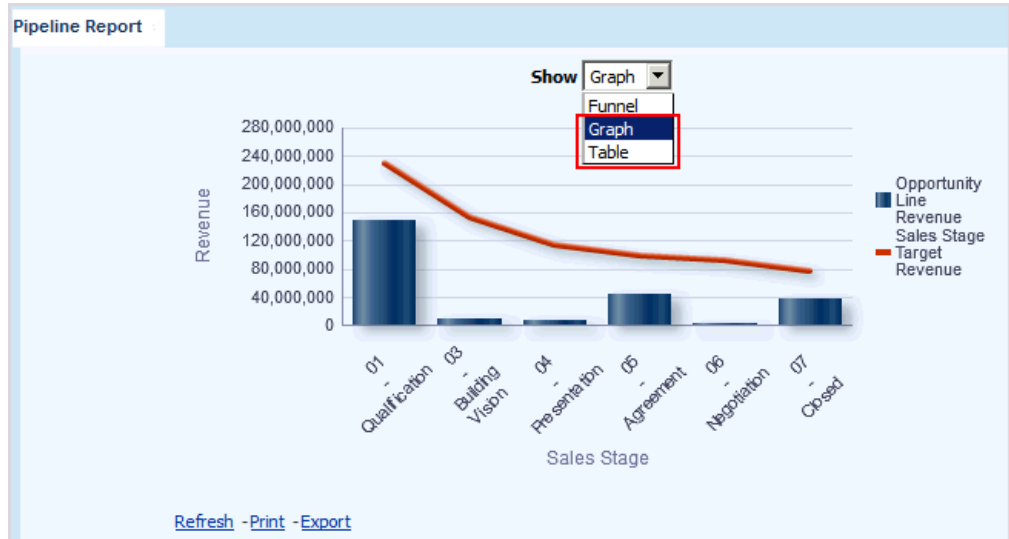 Pipeline Report
Show Graph
Funnel
Graph
Table
280,000,000
240,000,000
200,000,000
160,000,000
120,000,000
80,000,000
40,000,000
0
Revenue
Opportunity
Line
Revenue
Sales Stage
Target
Revenue
01
-
Qualification
03
-
Building
Vision
04
-
Presentation
05
-
Agreement
06
-
Negotiation
07
-
Closed
Sales Stage
Refresh -Print -Export